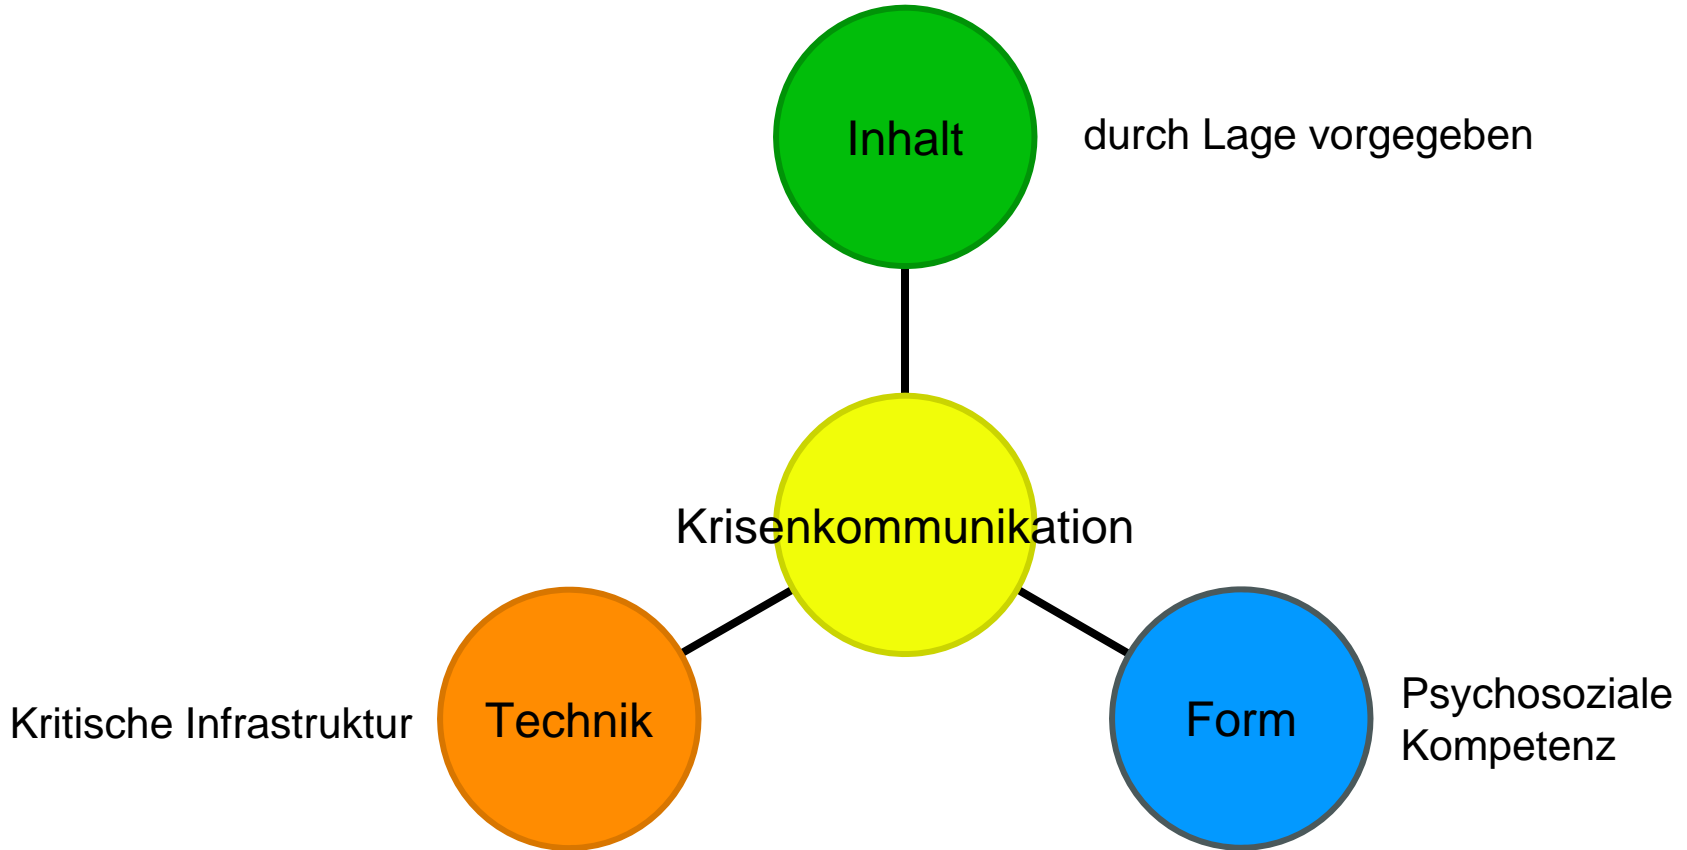 Inhalt
durch Lage vorgegeben
Krisenkommunikation
Kritische Infrastruktur
Technik
Form
Psychosoziale
Kompetenz